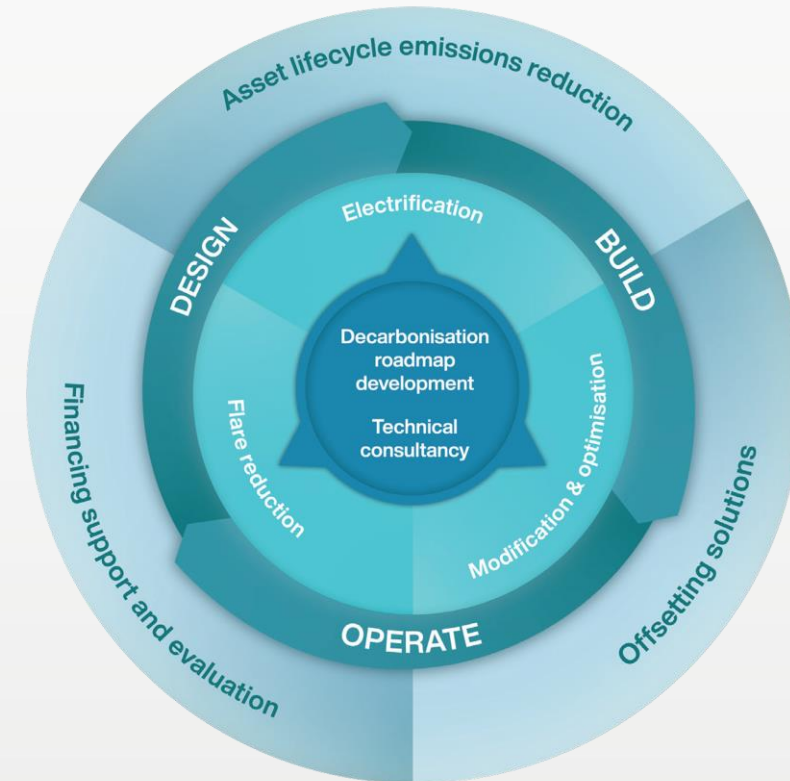 Asset lifecycle emissions reduction
DESIGN
Electrification
BUILD
Decarbonisation
roadmap
development
Technical
consultancy
Flare reduction
Modification & optimisation
Financing support and evaluation
OPERATE
Offsetting solutions